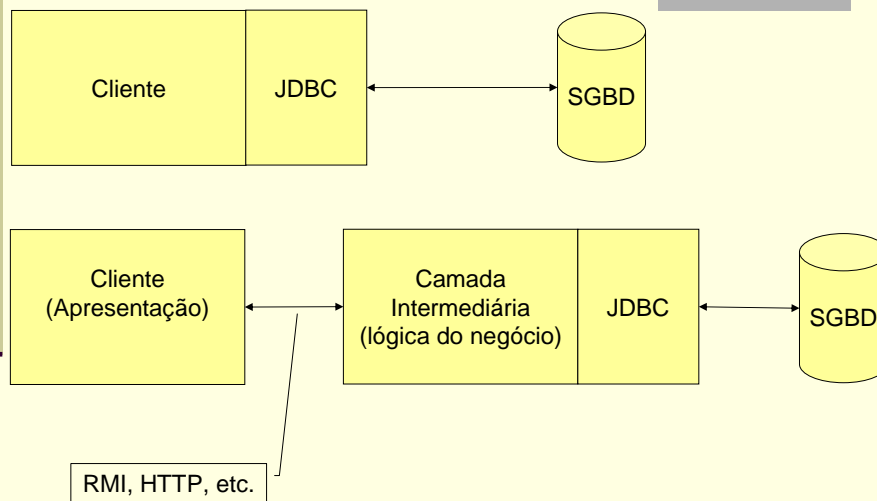 Cliente
JDBC
SGBD
Cliente
(Apresentação)
Camada
Intermediária
(lógica do negócio)
JDBC
SGBD
RMI, HTTP, etc.